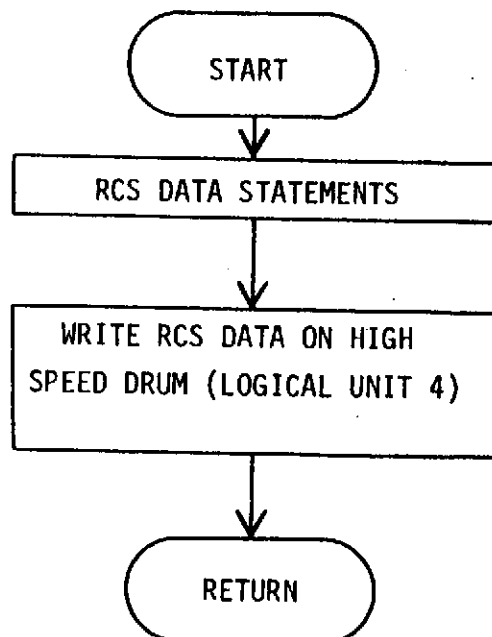 START
RCS DATA STATEMENTS
WRITE RCS DATA ON HIGH
SPEED DRUM (LOGICAL UNIT 4)
RETURN